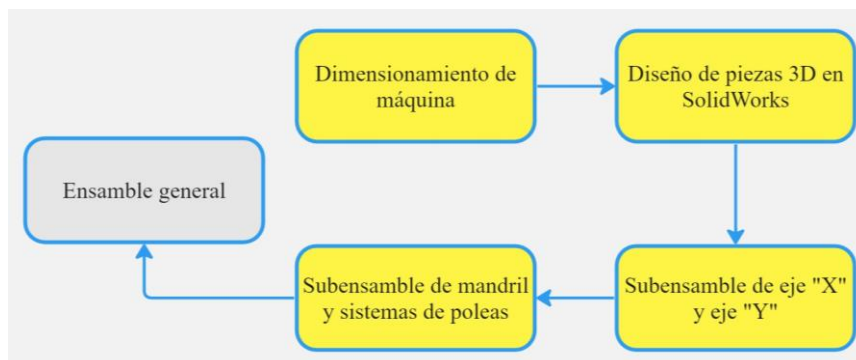 Dimensionamiento de
máquina
Diseño de piezas 3D en
SolidWorks
Subensamble de eje "X"
y eje "Y"
Subensamble de mandril
y sistemas de poleas
Ensamble general